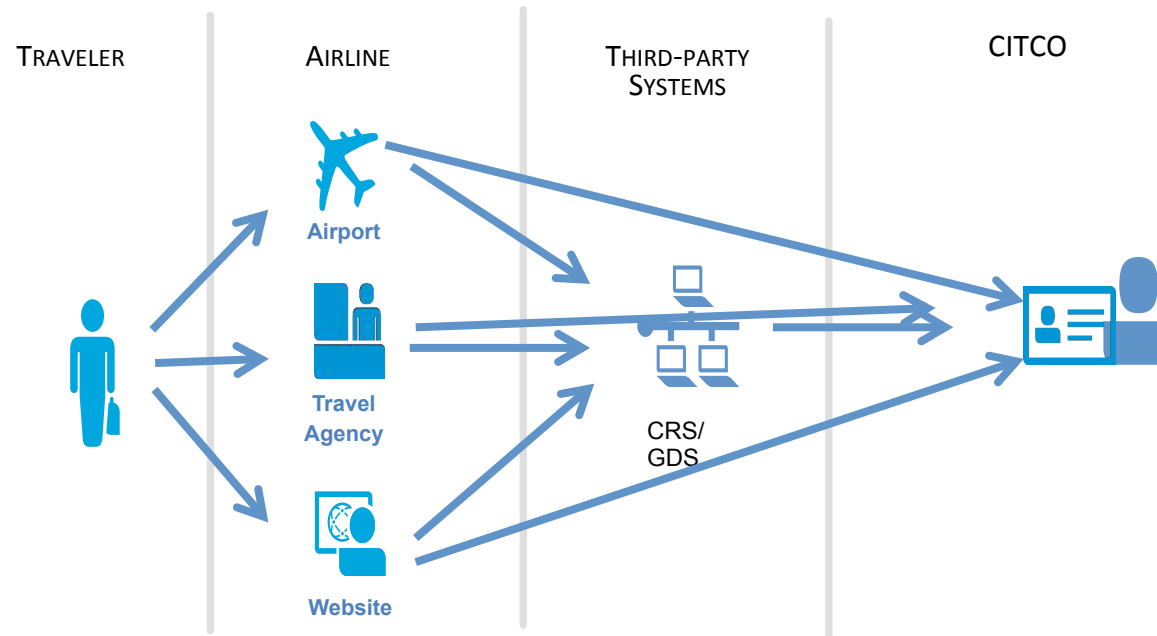 TRAVELER
AIRLINE
THIRD-PARTY
SYSTEMS
CITCO
Airport
Travel
Agency
CRS/
GDS
Website